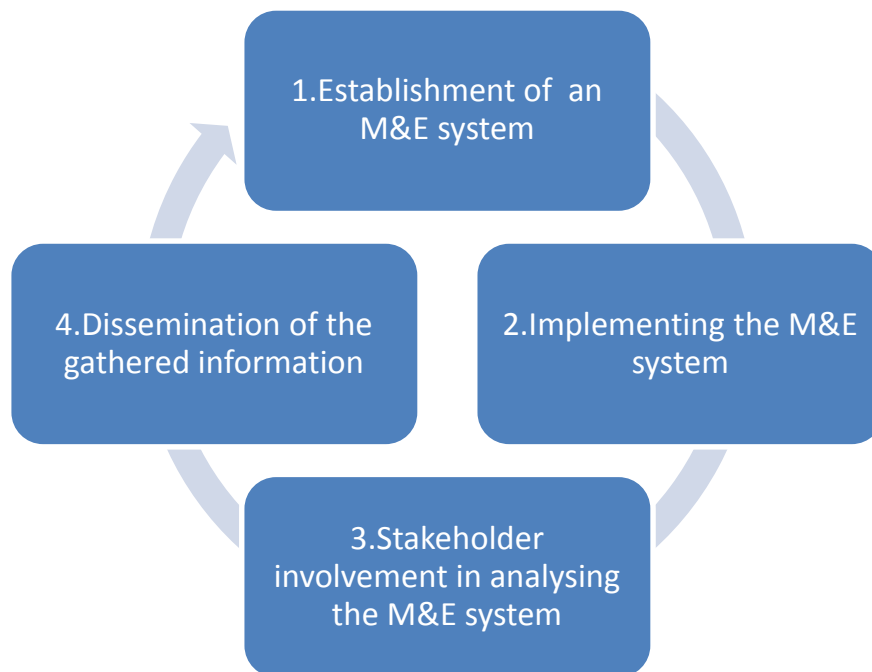 1.Establishment of  an
M&E system
2.Implementing the M&E
system
3.Stakeholder
involvement in analysing
the M&E system
4.Dissemination of the
gathered information